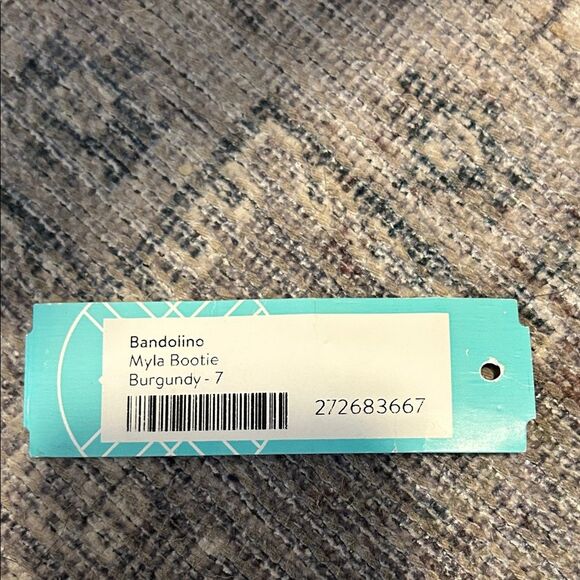 Bandolino
Myla Bootie
Burgundy - 7
272683667